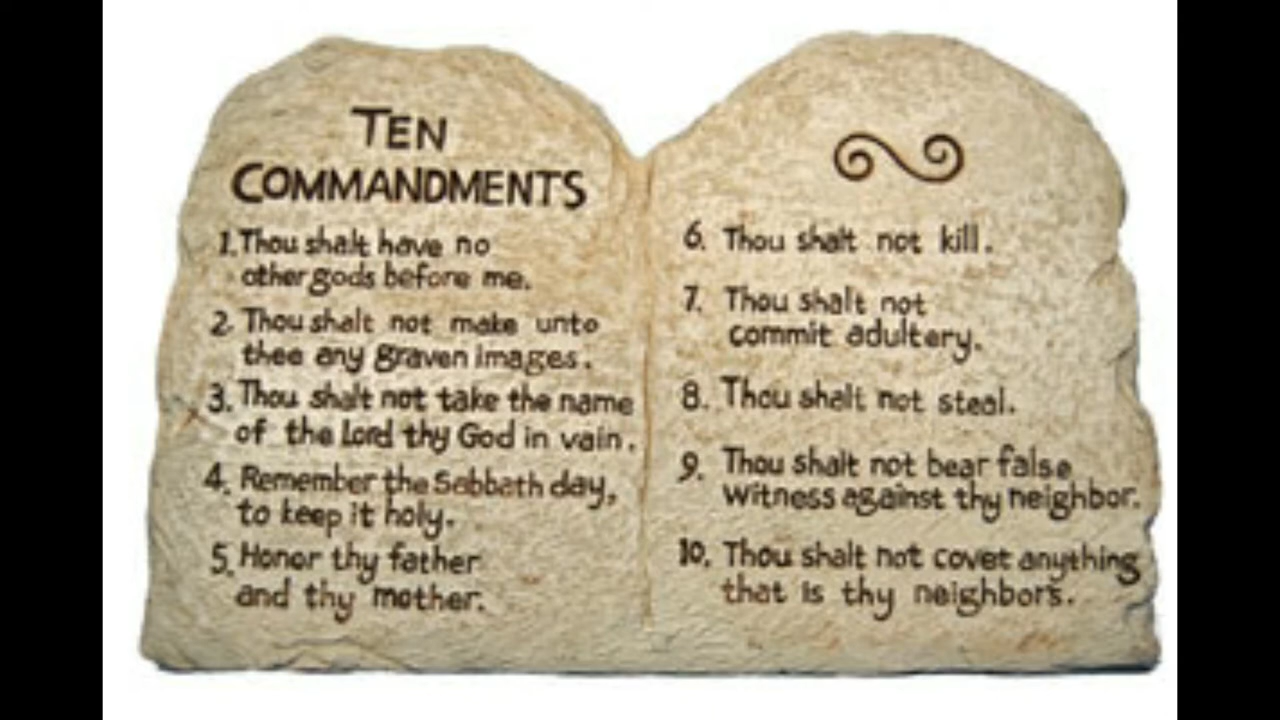 TEN
COMMANDMENTS
1. Thou shalt have no
other gods before me.
2. Thou shalt not make unto
thee any graven images.
3. Thou shalt not take the name
of the Lord thy God in vain.
4. Remember the Sabbath day,
to keep it holy.
5. Honor thy father
and thy mother.
6. Thou shalt not kill.
7. Thou shalt not
commit adultery.
8. Thou shalt not steal.
9. Thou shalt not bear false
witness against thy neighbor.
10. Thou shalt not covet anything
that is thy neighbors.